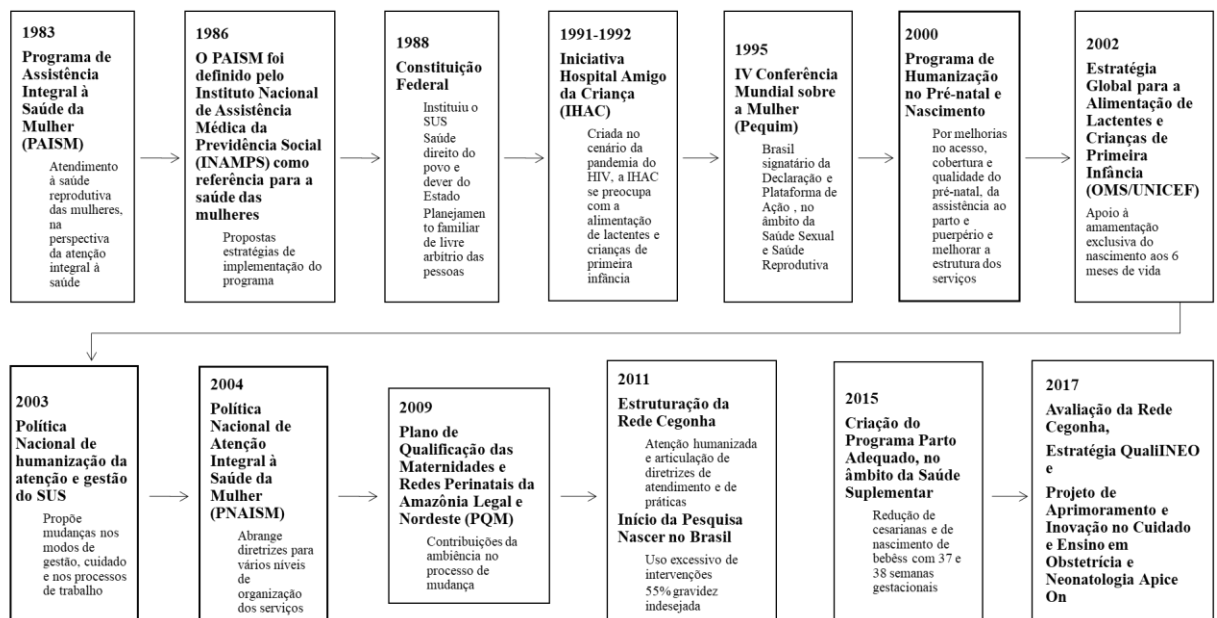 1983
Programa de
Assistência
Integral à
Saúde da
Mulher
(PAISM)
Atendimento
à saúde
reprodutiva
das mulheres,
na
perspectiva
da atenção
integral à
saúde
1986
O PAISM foi
definido pelo
Instituto Nacional
de Assistência
Médica da
Previdência Social
(INAMPS) como
referência para a
saúde das
mulheres
Propostas
estratégias de
implementação do
programa
1988
Constituição
Federal
Instituiu o
SUS
Saúde
direito do
povo e
dever do
Estado
Planejamen
to familiar
de livre
arbítrio das
pessoas
1991-1992
Iniciativa
Hospital Amigo
da Criança
(IHAC)
Criada no
cenário da
pandemia do
HIV, a IHAC
se preocupa
com a
alimentação
de lactentes e
crianças de
primeira
infância
1995
IV Conferência
Mundial sobre
a Mulher
(Pequim)
Brasil
signatário da
Declaração e
Plataforma de
Ação , no
âmbito da
Saúde Sexual
e Saúde
Reprodutiva
2000
Programa de
Humanização
no Pré-natal e
Nascimento
Por melhorias
no acesso,
cobertura e
qualidade do
pré-natal, da
assistência ao
parto e
puerpério e
melhorar a
estrutura dos
serviços
2002
Estratégia
Global para a
Alimentação de
Lactentes e
Crianças de
Primeira
Infância
(OMS/UNICEF)
Apoio à
amamentação
exclusiva do
nascimento aos 6
meses de vida
2003
Política
Nacional de
humanização da
atenção e gestão
do SUS
Propõe
mudanças nos
modos de
gestão, cuidado
e nos processos
de trabalho
2004
Política
Nacional de
Atenção
Integral à
Saúde da
Mulher
(PNAISM)
Abrange
diretrizes para
vários níveis
de
organização
dos serviços
2009
Plano de
Qualificação das
Maternidades e
Redes Perinatais da
Amazônia Legal e
Nordeste (PQM)
Contribuições da
ambiência no
processo de
mudança
2011
Estruturação da
Rede Cegonha
Atenção humanizada
e articulação de
diretrizes de
atendimento e de
práticas
Início da Pesquisa
Nascer no Brasil
Uso excessivo de
intervenções
55% gravidez
indesejada
2015
Criação do
Programa Parto
Adequado, no
âmbito da Saúde
Suplementar
Redução de
cesarianas e de
nascimento de
bebêss com 37 e
38 semanas
gestacionais
2017
Avaliação da Rede
Cegonha,
Estratégia QualiINEO
e
Projeto de
Aprimoramento e
Inovação no Cuidado
e Ensino em
Obstetrícia e
Neonatologia Apice
On